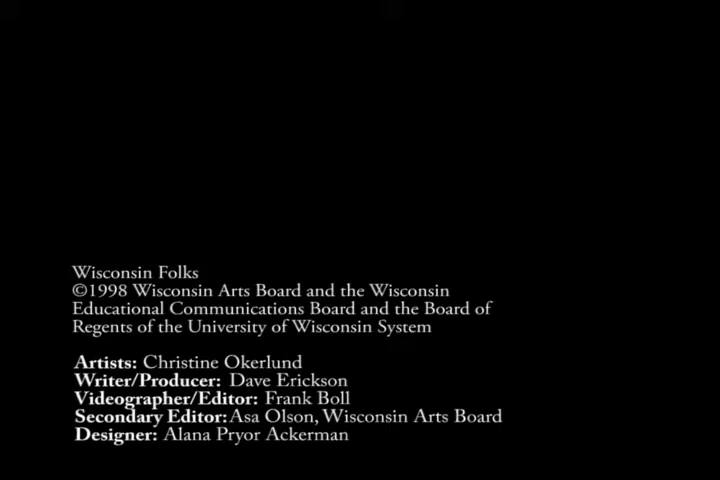 Wisconsin Folks
©1998 Wisconsin Arts Board and the Wisconsin
Educational Communications Board and the Board of
Regents of the University of Wisconsin System
Artists: Christine Okerlund
Writer/Producer: Dave Erickson
Videographer/Editor: Frank Boll
Secondary Editor: Asa Olson, Wisconsin Arts Board
Designer: Alana Pryor Ackerman